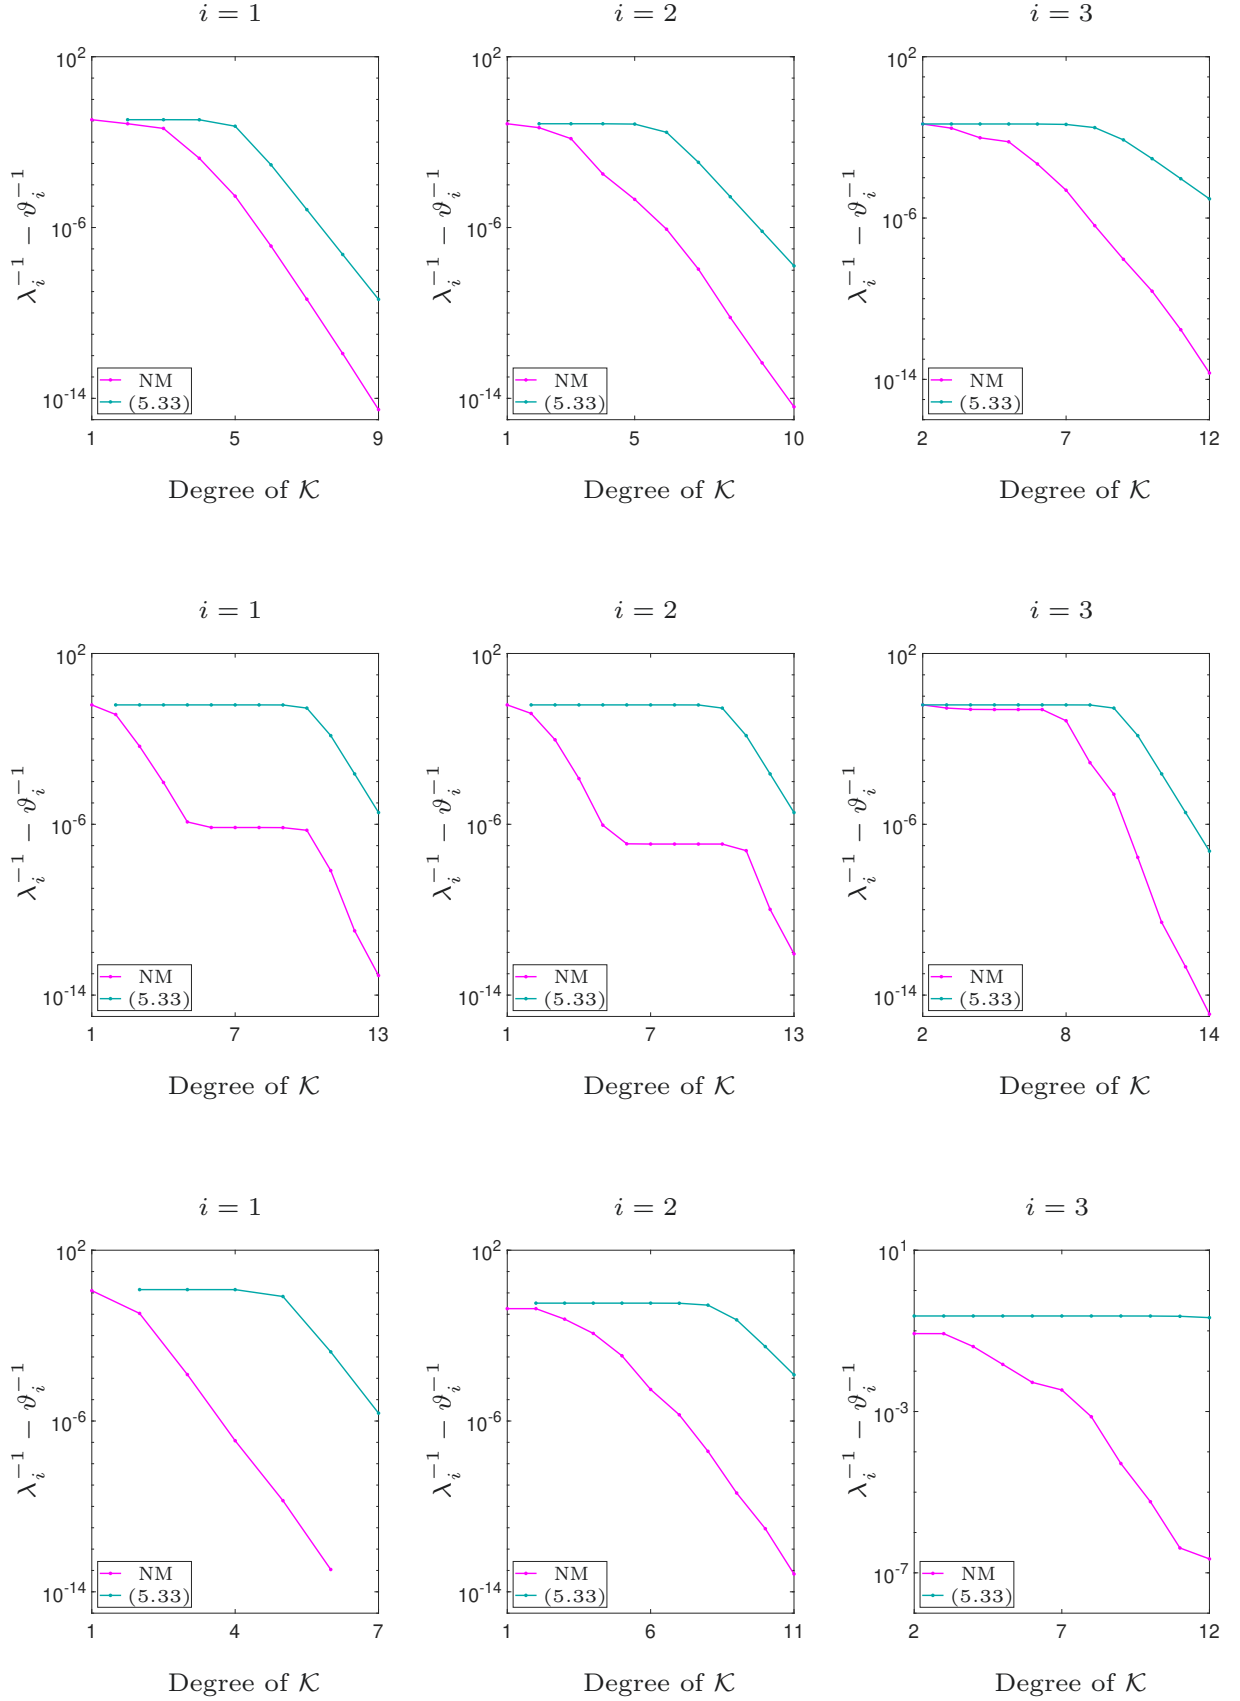 i = 1
i = 2
i = 3
10^2
10^-6
10^-14
λ_i^-1 − ϑ_i^-1
NM
(5.33)
1 5 9
Degree of 𝒦
10^2
10^-6
10^-14
λ_i^-1 − ϑ_i^-1
NM
(5.33)
1 5 10
Degree of 𝒦
10^2
10^-6
10^-14
λ_i^-1 − ϑ_i^-1
NM
(5.33)
2 7 12
Degree of 𝒦
i = 1
i = 2
i = 3
10^2
10^-6
10^-14
λ_i^-1 − ϑ_i^-1
NM
(5.33)
1 7 13
Degree of 𝒦
10^2
10^-6
10^-14
λ_i^-1 − ϑ_i^-1
NM
(5.33)
1 7 13
Degree of 𝒦
10^2
10^-6
10^-14
λ_i^-1 − ϑ_i^-1
NM
(5.33)
2 8 14
Degree of 𝒦
i = 1
i = 2
i = 3
10^2
10^-6
10^-14
λ_i^-1 − ϑ_i^-1
NM
(5.33)
1 4 7
Degree of 𝒦
10^2
10^-6
10^-14
λ_i^-1 − ϑ_i^-1
NM
(5.33)
1 6 11
Degree of 𝒦
10^1
10^-3
10^-7
λ_i^-1 − ϑ_i^-1
NM
(5.33)
2 7 12
Degree of 𝒦